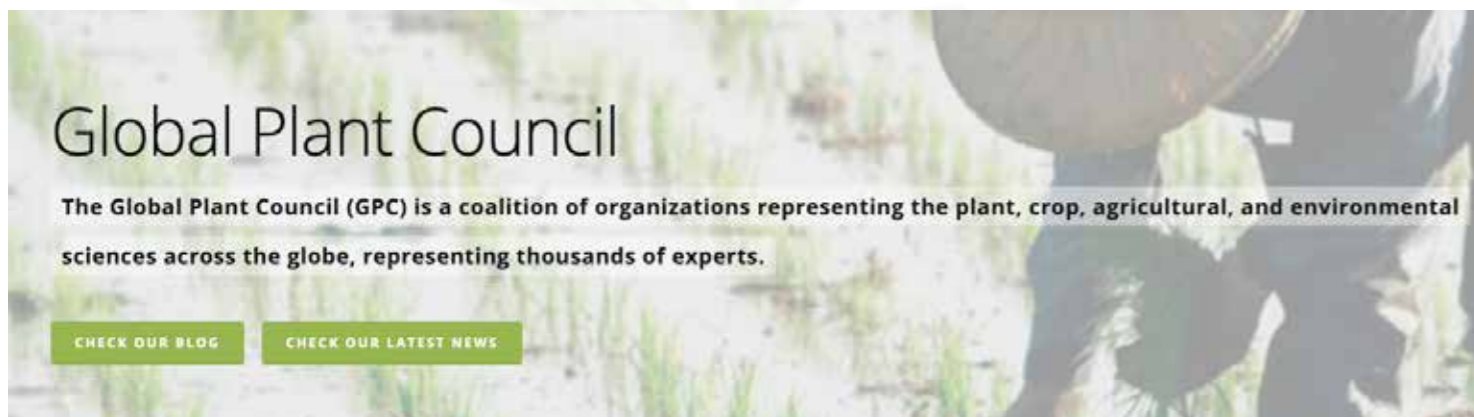 Global Plant Council
The Global Plant Council (GPC) is a coalition of organizations representing the plant, crop, agricultural, and environmental
sciences across the globe, representing thousands of experts.
CHECK OUR BLOG
CHECK OUR LATEST NEWS